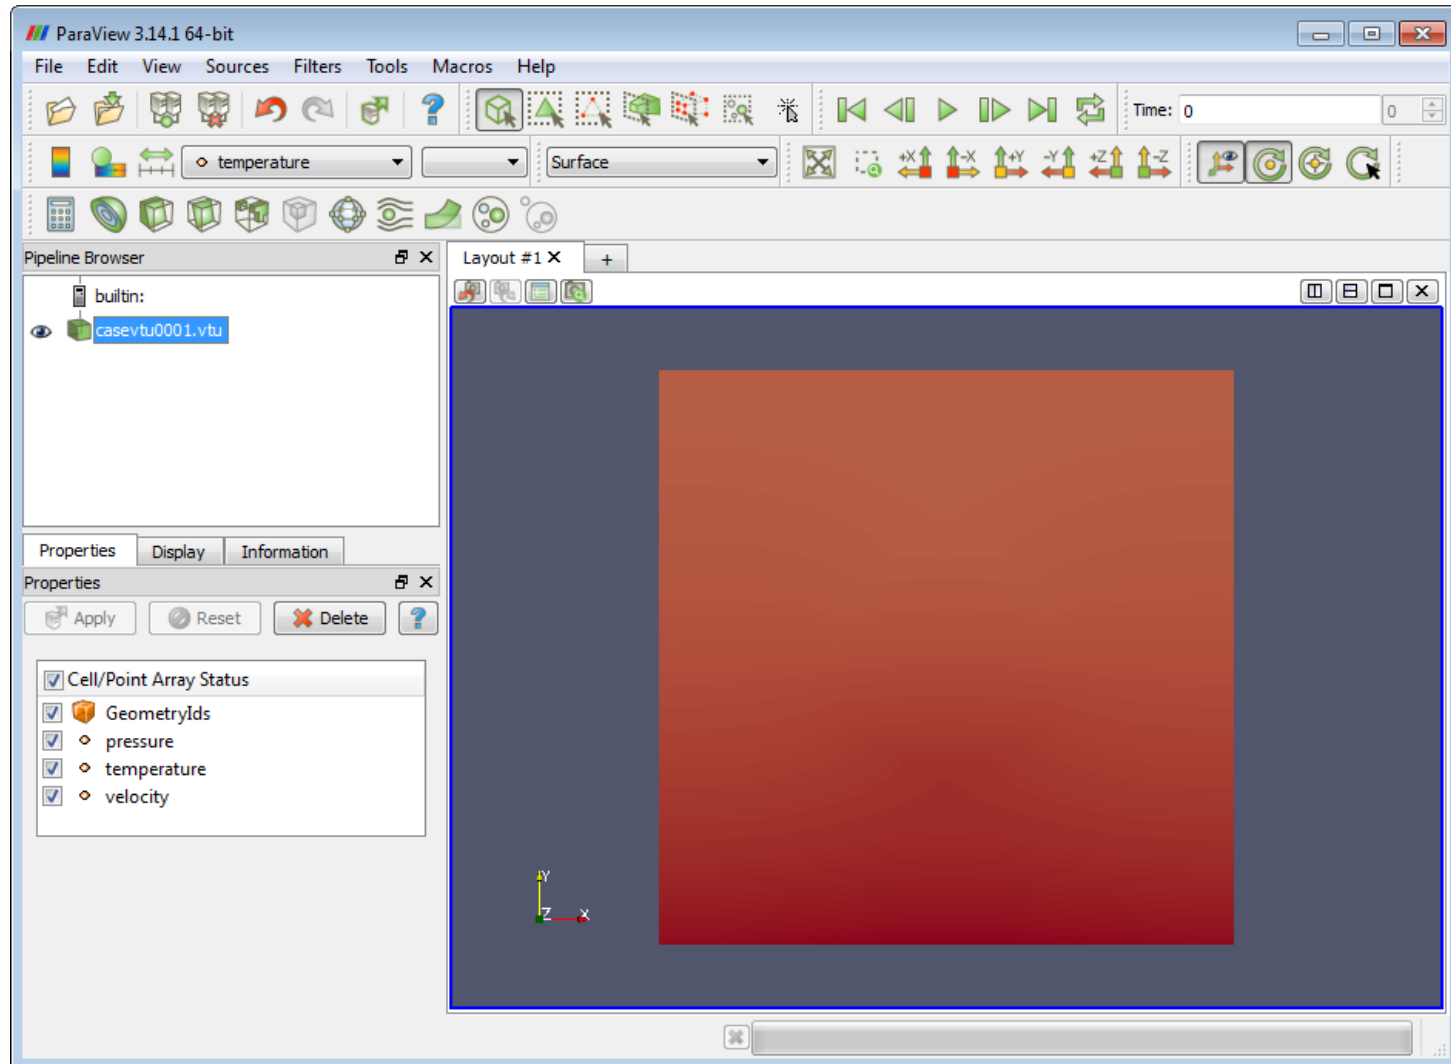 ParaView 3.14.1 64-bit
File Edit View Sources Filters Tools Macros Help
? Time: 0 0
temperature Surface +X -X +Y -Y +Z -Z
Pipeline Browser
Layout #1 X +
builtin:
casevtu0001.vtu
Properties Display Information
Properties
Apply Reset Delete ?
Cell/Point Array Status
GeometryIds
pressure
temperature
velocity
Y
Z X